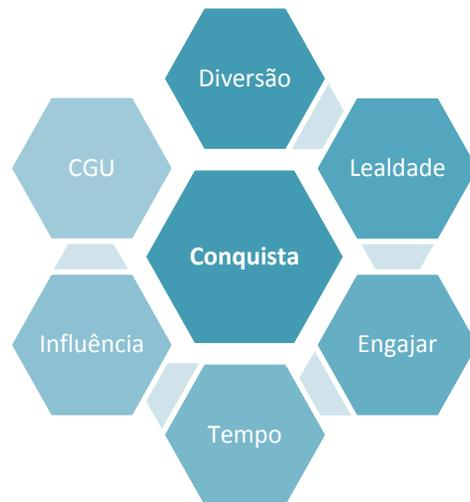 Diversão
CGU
Lealdade
Conquista
Influência
Engajar
Tempo